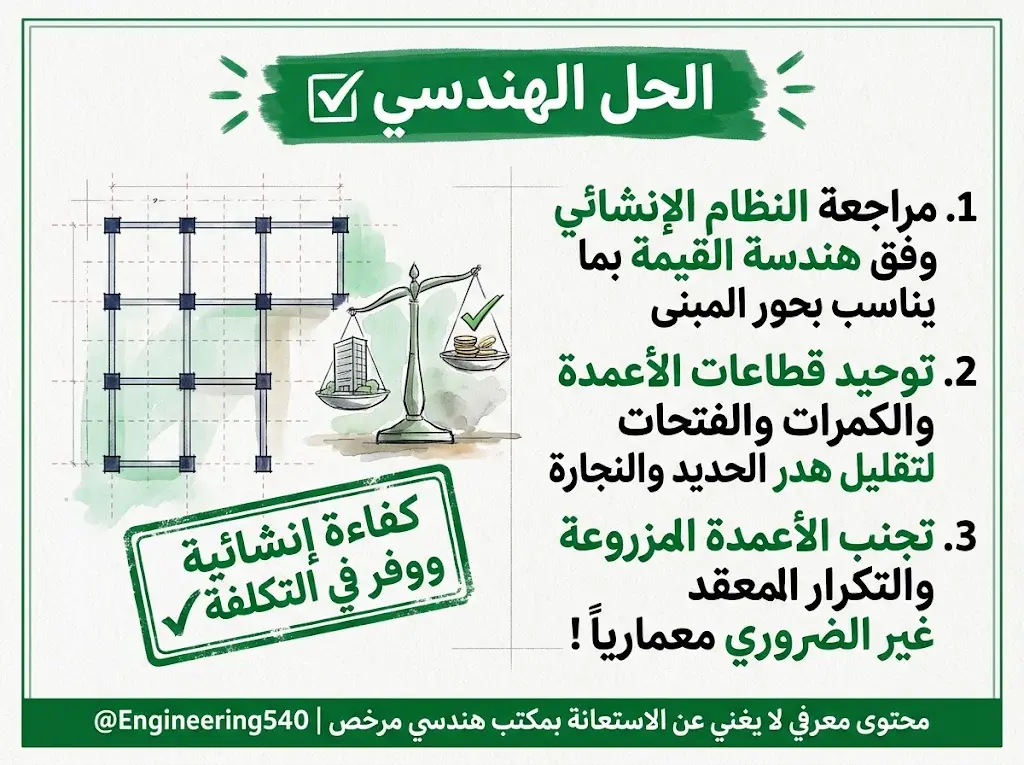 الحل الهندسي
1. مراجعة النظام الإنشائي
وفق هندسة القيمة بما
يناسب بحور المبنى
2. توحيد قطاعات الأعمدة
والكمرات والفتحات
لتقليل هدر الحديد والنجارة
3. تجنب الأعمدة المزروعة
والتكرار المعقد
غير الضروري معمارياً !
كفاءة إنشائية
ووفر في التكلفة
محتوى معرفي لا يغني عن الاستعانة بمكتب هندسي مرخص | @Engineering540